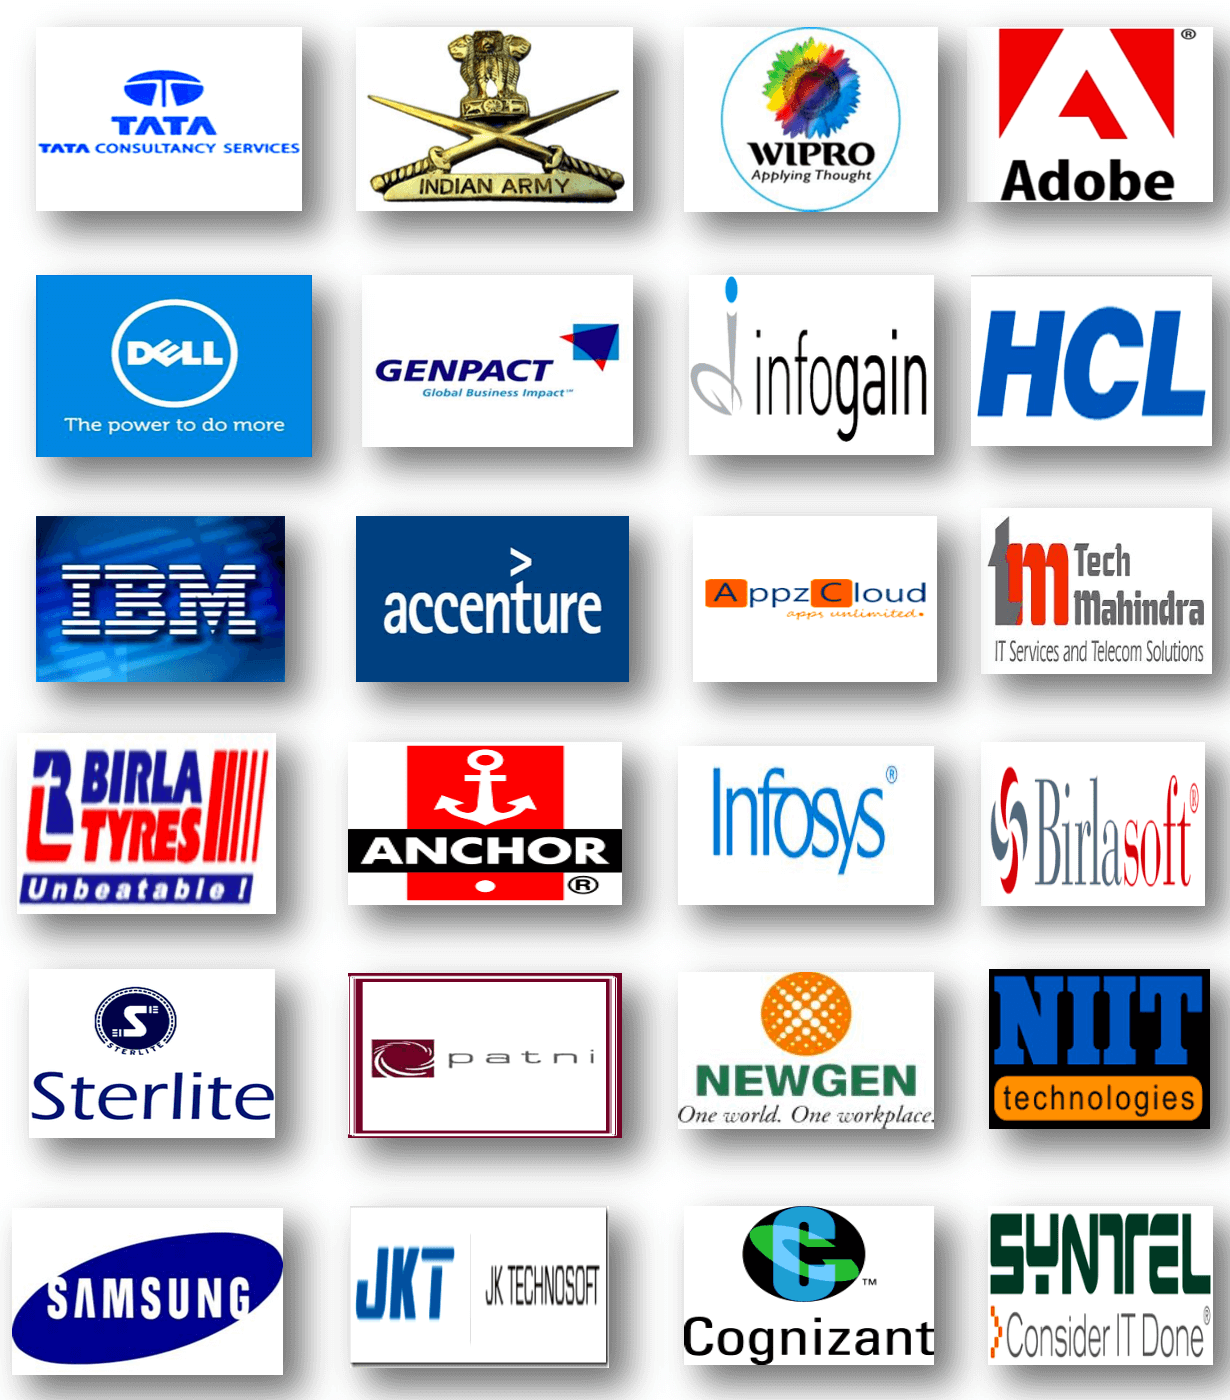 TATA
TATA CONSULTANCY SERVICES
INDIAN ARMY
WIPRO
Applying Thought
®
Adobe
DELL
The power to do more
GENPACT
Global Business Impact℠
infogain
HCL
IBM
>
accenture
AppzCloud
apps unlimited.
tm Tech
Mahindra
IT Services and Telecom Solutions
BIRLA
TYRES
Unbeatable !
ANCHOR
®
Infosys®
Birlasoft®
S
STERLITE
Sterlite
patni
NEWGEN
One world. One workplace.
NIIT
technologies
SAMSUNG
JKT JK TECHNOSOFT
C
™
Cognizant
SYNTEL
Consider IT Done®